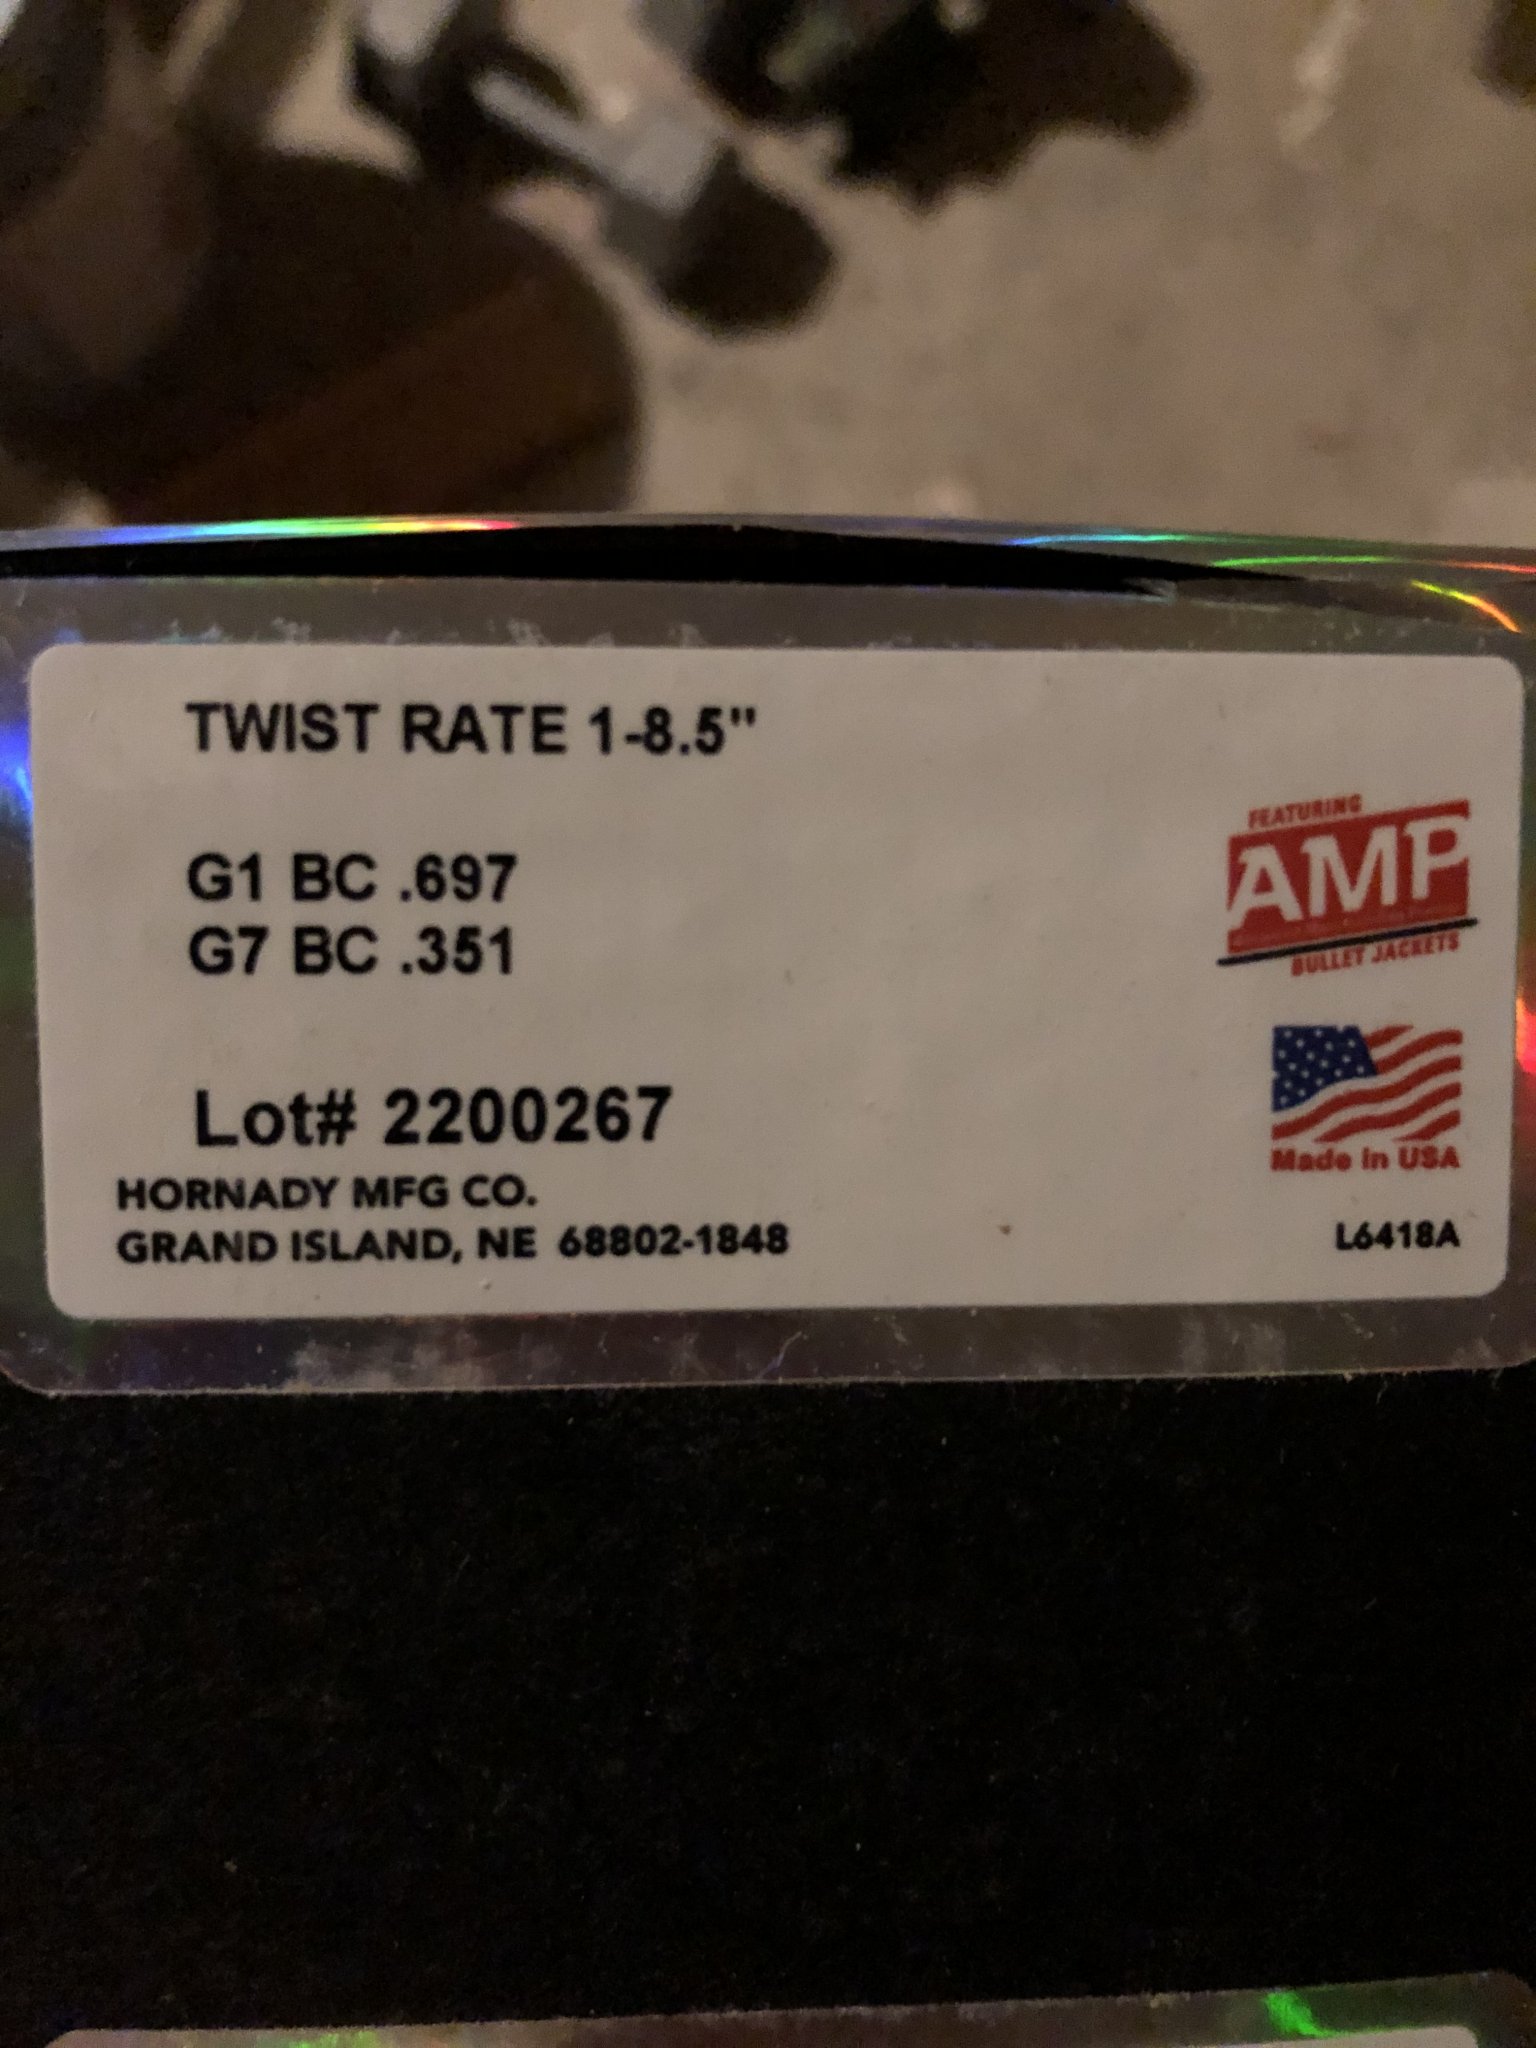 TWIST RATE 1-8.5"
G1 BC .697
G7 BC .351
FEATURING
AMP
BULLET JACKETS
Lot# 2200267
Made in USA
HORNADY MFG CO.
GRAND ISLAND, NE 68802-1848
L6418A